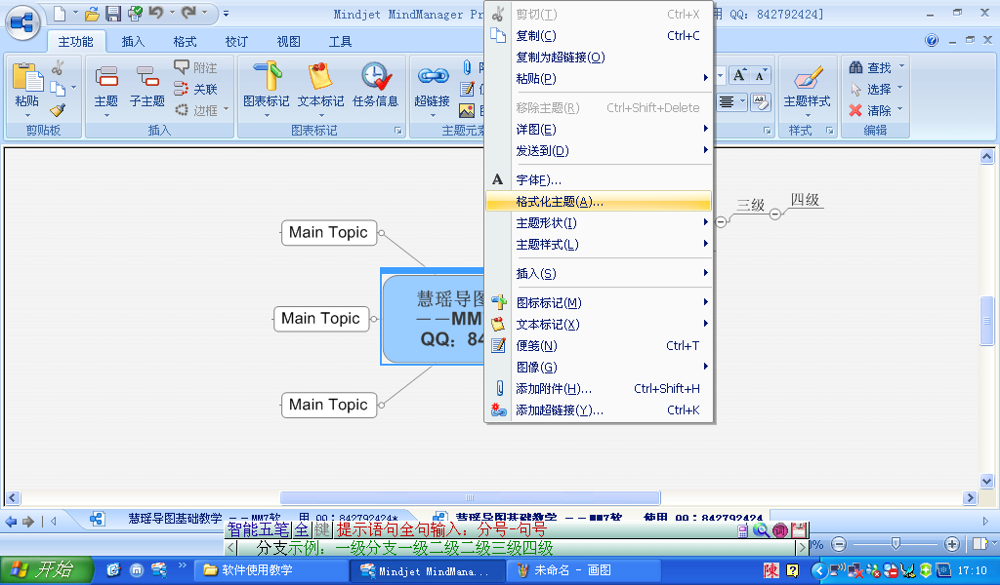 Mindjet MindManager Pr
用 QQ：842792424]
主功能 插入 格式 校订 视图 工具
粘贴
剪贴板
主题 子主题 附注
关联
边框
插入
图表标记 文本标记 任务信息
图表标记
超链接
主题元素
A A
主题样式
样式
查找
选择
清除
编辑
剪切(T) Ctrl+X
复制(C) Ctrl+C
复制为超链接(O)
粘贴(P)
移除主题(R) Ctrl+Shift+Delete
详图(E)
发送到(D)
A 字体F)...
格式化主题(A)...
主题形状(I)
主题样式(L)
插入(S)
图标标记(M)
文本标记(X)
便笺(N) Ctrl+T
图像(G)
添加附件(H)... Ctrl+Shift+H
添加超链接(Y)... Ctrl+K
三级 四级
Main Topic
Main Topic
Main Topic
慧瑶导图
——MM
QQ：84
慧瑶导图基础教学 －－MM7软 用 QQ：842792424*
慧瑶导图基础教学 －－MM7软 使用 QQ：842792424
智能五笔 全 键 提示语句全句输入：分号-句号
分支示例：一级分支一级二级二级三级四级
开始
软件使用教学
Mindjet MindMana...
未命名 - 画图
陳
17:10